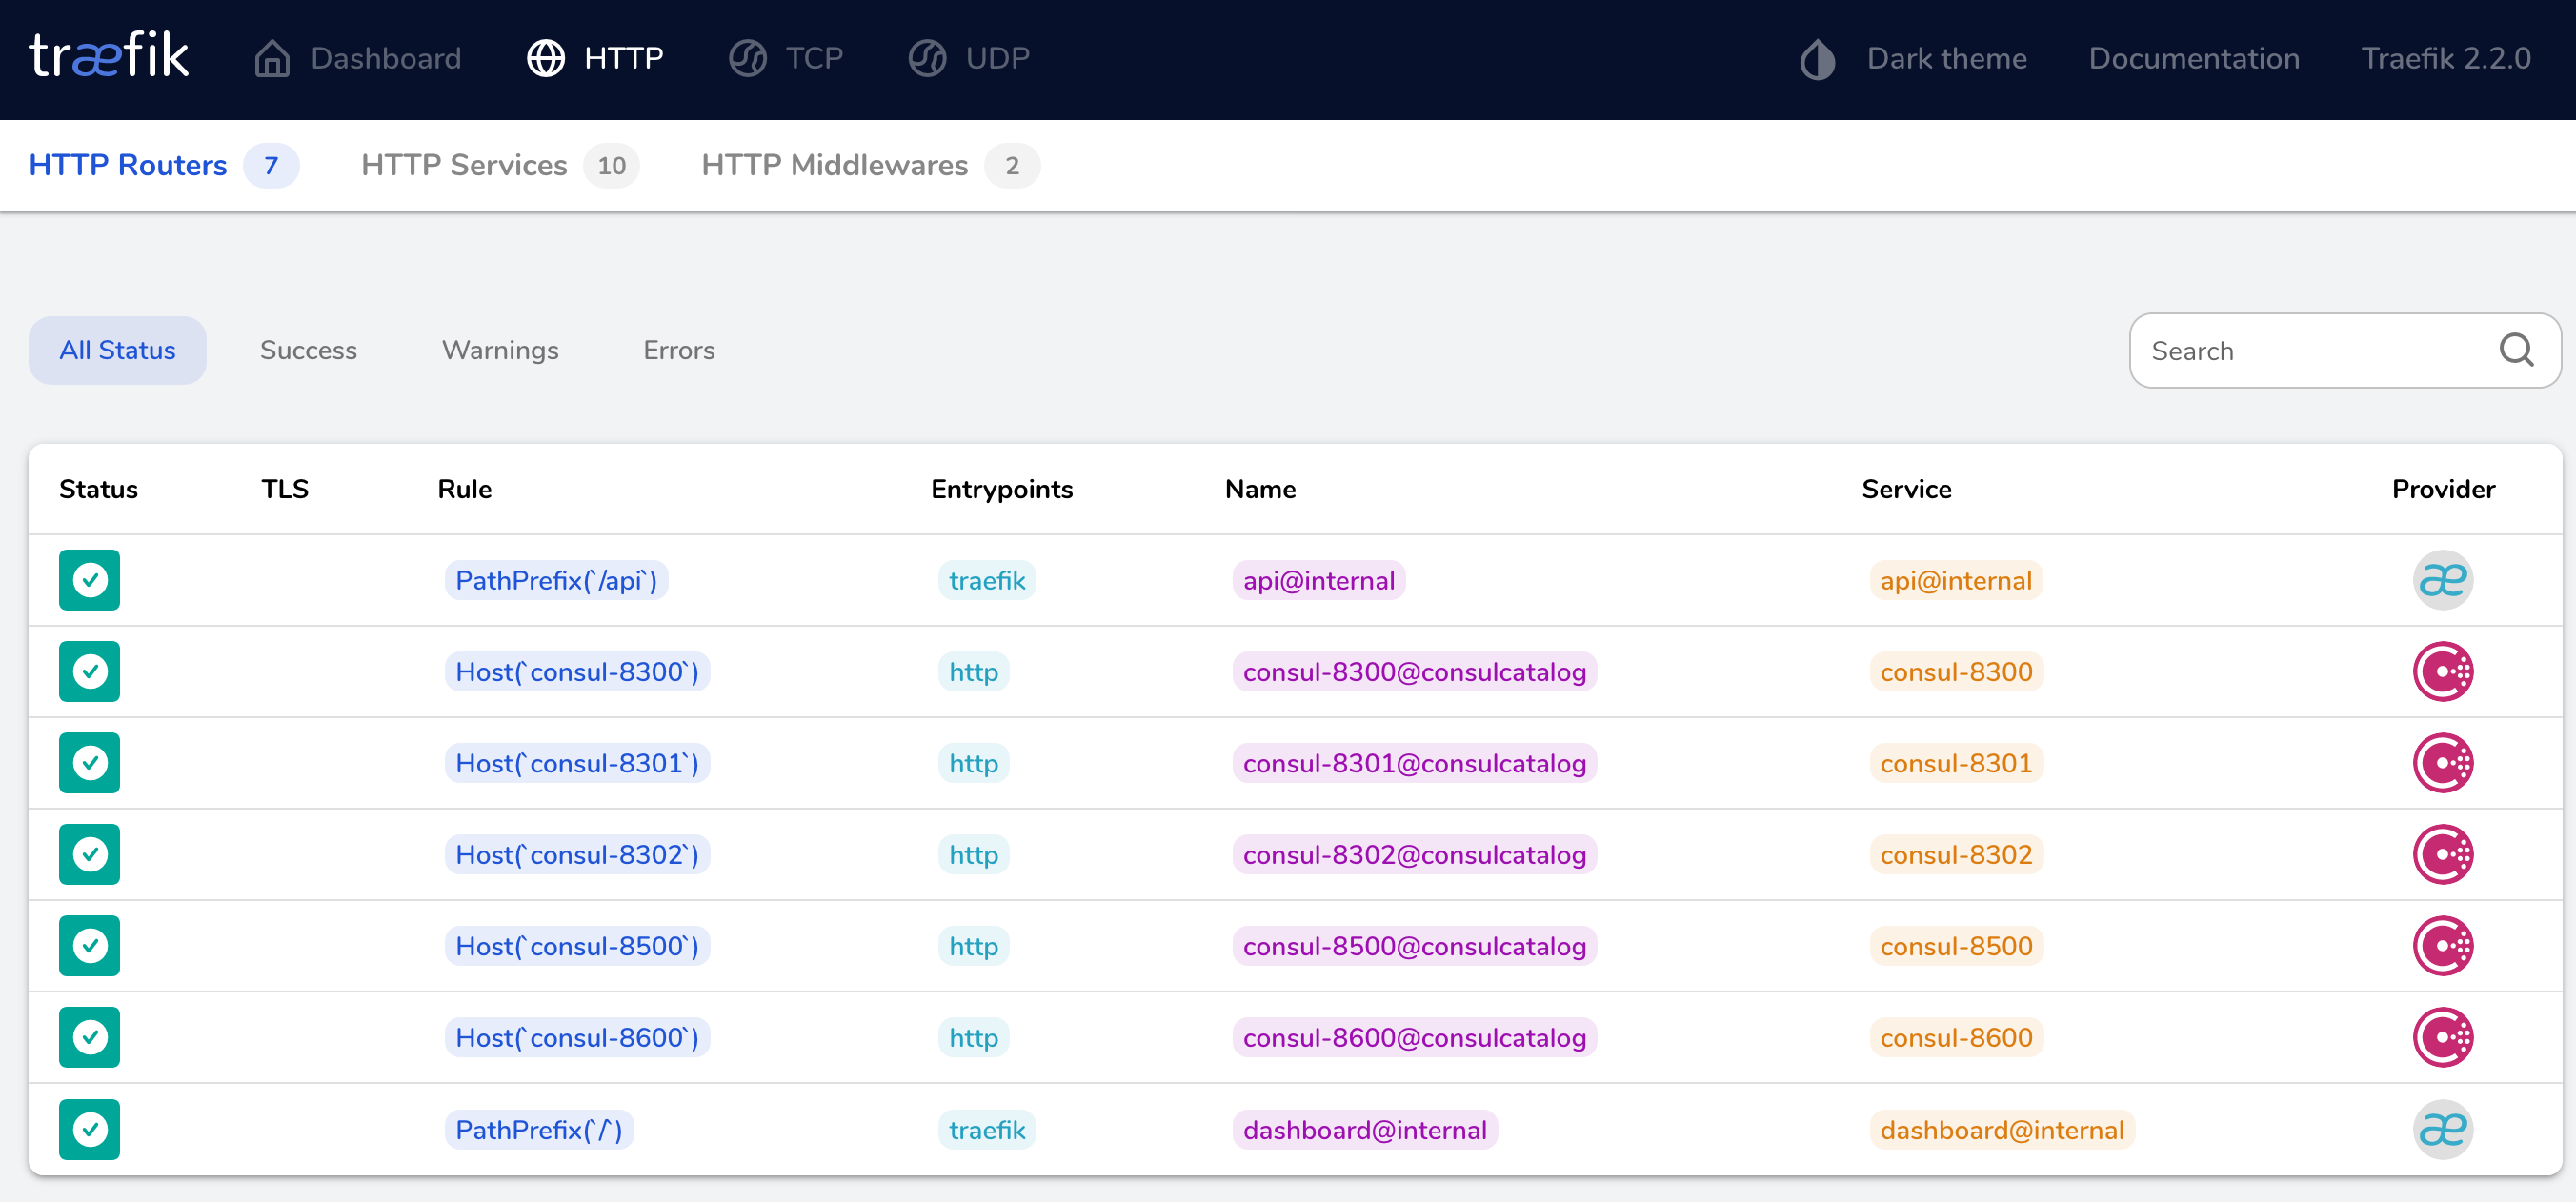 træfik Dashboard HTTP TCP UDP Dark theme Documentation Traefik 2.2.0
HTTP Routers 7 HTTP Services 10 HTTP Middlewares 2
All Status Success Warnings Errors Search
Status TLS Rule Entrypoints Name Service Provider
PathPrefix(`/api`) traefik api@internal api@internal æ
Host(`consul-8300`) http consul-8300@consulcatalog consul-8300
Host(`consul-8301`) http consul-8301@consulcatalog consul-8301
Host(`consul-8302`) http consul-8302@consulcatalog consul-8302
Host(`consul-8500`) http consul-8500@consulcatalog consul-8500
Host(`consul-8600`) http consul-8600@consulcatalog consul-8600
PathPrefix(`/`) traefik dashboard@internal dashboard@internal æ